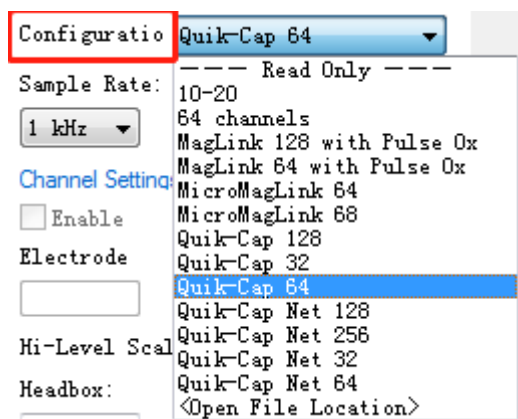 Configuratio
Quik-Cap 64
Sample Rate:
1 kHz
Channel Setting
Enable
Electrode
Hi-Level Scal
Headbox:
--- Read Only ---
10-20
64 channels
MagLink 128 with Pulse Ox
MagLink 64 with Pulse Ox
MicroMagLink 64
MicroMagLink 68
Quik-Cap 128
Quik-Cap 32
Quik-Cap 64
Quik-Cap Net 128
Quik-Cap Net 256
Quik-Cap Net 32
Quik-Cap Net 64
<Open File Location>